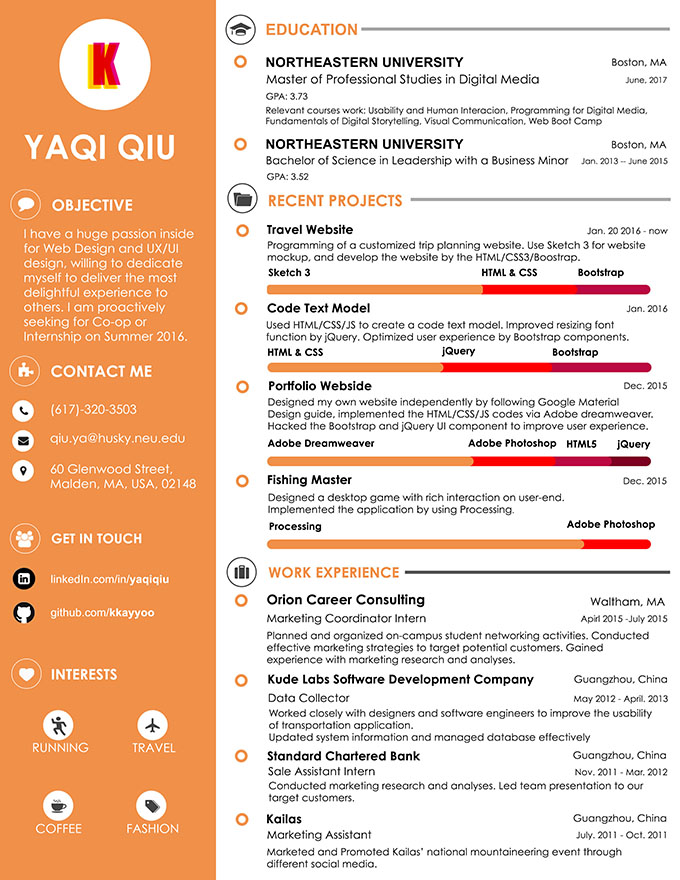 K
YAQI QIU
OBJECTIVE
I have a huge passion inside
for Web Design and UX/UI
design, willing to dedicate
myself to deliver the most
delightful experience to
others. I am proactively
seeking for Co-op or
Internship on Summer 2016.
CONTACT ME
(617)-320-3503
qiu.ya@husky.neu.edu
60 Glenwood Street,
Malden, MA, USA, 02148
GET IN TOUCH
linkedIn.com/in/yaqiqiu
github.com/kkayyoo
INTERESTS
RUNNING TRAVEL
COFFEE FASHION
EDUCATION
NORTHEASTERN UNIVERSITY Boston, MA
Master of Professional Studies in Digital Media June, 2017
GPA: 3.73
Relevant courses work: Usability and Human Interacion, Programming for Digital Media,
Fundamentals of Digital Storytelling, Visual Communication, Web Boot Camp
NORTHEASTERN UNIVERSITY Boston, MA
Bachelor of Science in Leadership with a Business Minor Jan. 2013 -- June 2015
GPA: 3.52
RECENT PROJECTS
Travel Website Jan. 20 2016 - now
Programming of a customized trip planning website. Use Sketch 3 for website
mockup, and develop the website by the HTML/CSS3/Boostrap.
Sketch 3 HTML & CSS Bootstrap
Code Text Model Jan. 2016
Used HTML/CSS/JS to create a code text model. Improved resizing font
function by jQuery. Optimized user experience by Bootstrap components.
HTML & CSS jQuery Bootstrap
Portfolio Webside Dec. 2015
Designed my own website independently by following Google Material
Design guide, implemented the HTML/CSS/JS codes via Adobe dreamweaver.
Hacked the Bootstrap and jQuery UI component to improve user experience.
Adobe Dreamweaver Adobe Photoshop HTML5 jQuery
Fishing Master Dec. 2015
Designed a desktop game with rich interaction on user-end.
Implemented the application by using Processing.
Processing Adobe Photoshop
WORK EXPERIENCE
Orion Career Consulting Waltham, MA
Marketing Coordinator Intern Apirl 2015 -July 2015
Planned and organized on-campus student networking activities. Conducted
effective marketing strategies to target potential customers. Gained
experience with marketing research and analyses.
Kude Labs Software Development Company Guangzhou, China
Data Collector May 2012 - April. 2013
Worked closely with designers and software engineers to improve the usability
of transportation application.
Updated system information and managed database effectively
Standard Chartered Bank Guangzhou, China
Sale Assistant Intern Nov. 2011 - Mar. 2012
Conducted marketing research and analyses. Led team presentation to our
target customers.
Kailas Guangzhou, China
Marketing Assistant July. 2011 - Oct. 2011
Marketed and Promoted Kailas' national mountaineering event through
different social media.